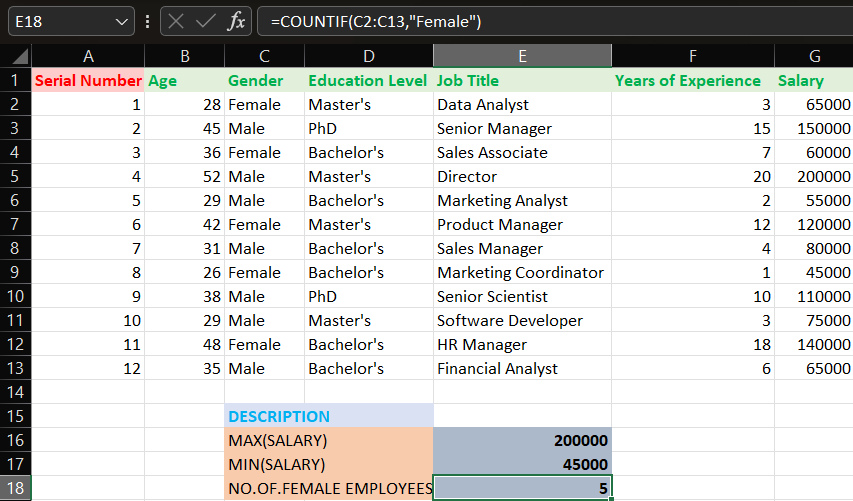 E18 fx =COUNTIF(C2:C13,"Female")
A B C D E F G
1 Serial Number Age Gender Education Level Job Title Years of Experience Salary
2 1 28 Female Master's Data Analyst 3 65000
3 2 45 Male PhD Senior Manager 15 150000
4 3 36 Female Bachelor's Sales Associate 7 60000
5 4 52 Male Master's Director 20 200000
6 5 29 Male Bachelor's Marketing Analyst 2 55000
7 6 42 Female Master's Product Manager 12 120000
8 7 31 Male Bachelor's Sales Manager 4 80000
9 8 26 Female Bachelor's Marketing Coordinator 1 45000
10 9 38 Male PhD Senior Scientist 10 110000
11 10 29 Male Master's Software Developer 3 75000
12 11 48 Female Bachelor's HR Manager 18 140000
13 12 35 Male Bachelor's Financial Analyst 6 65000
14
15 DESCRIPTION
16 MAX(SALARY) 200000
17 MIN(SALARY) 45000
18 NO.OF.FEMALE EMPLOYEES 5